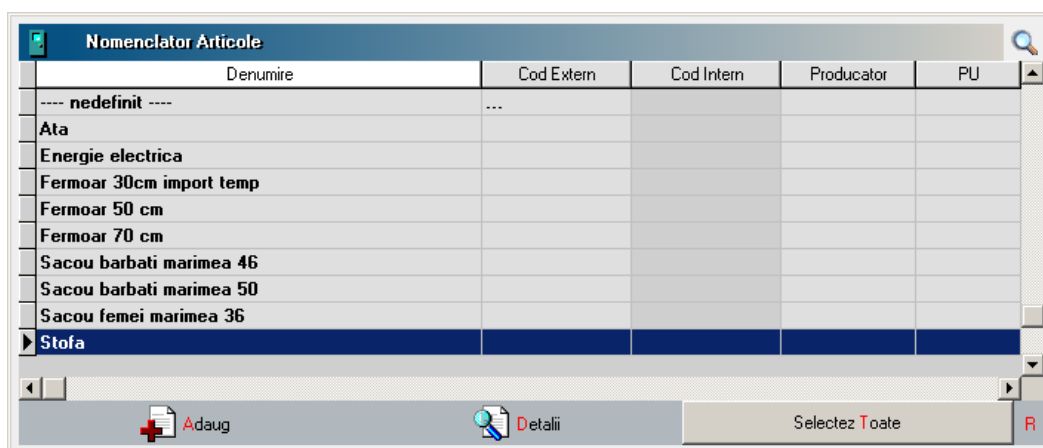 Nomenclator Articole
Denumire Cod Extern Cod Intern Producator PU
---- nedefinit ---- ...
Ata
Energie electrica
Fermoar 30cm import temp
Fermoar 50 cm
Fermoar 70 cm
Sacou barbati marimea 46
Sacou barbati marimea 50
Sacou femei marimea 36
Stofa
Adaug Detalii Selectez Toate R